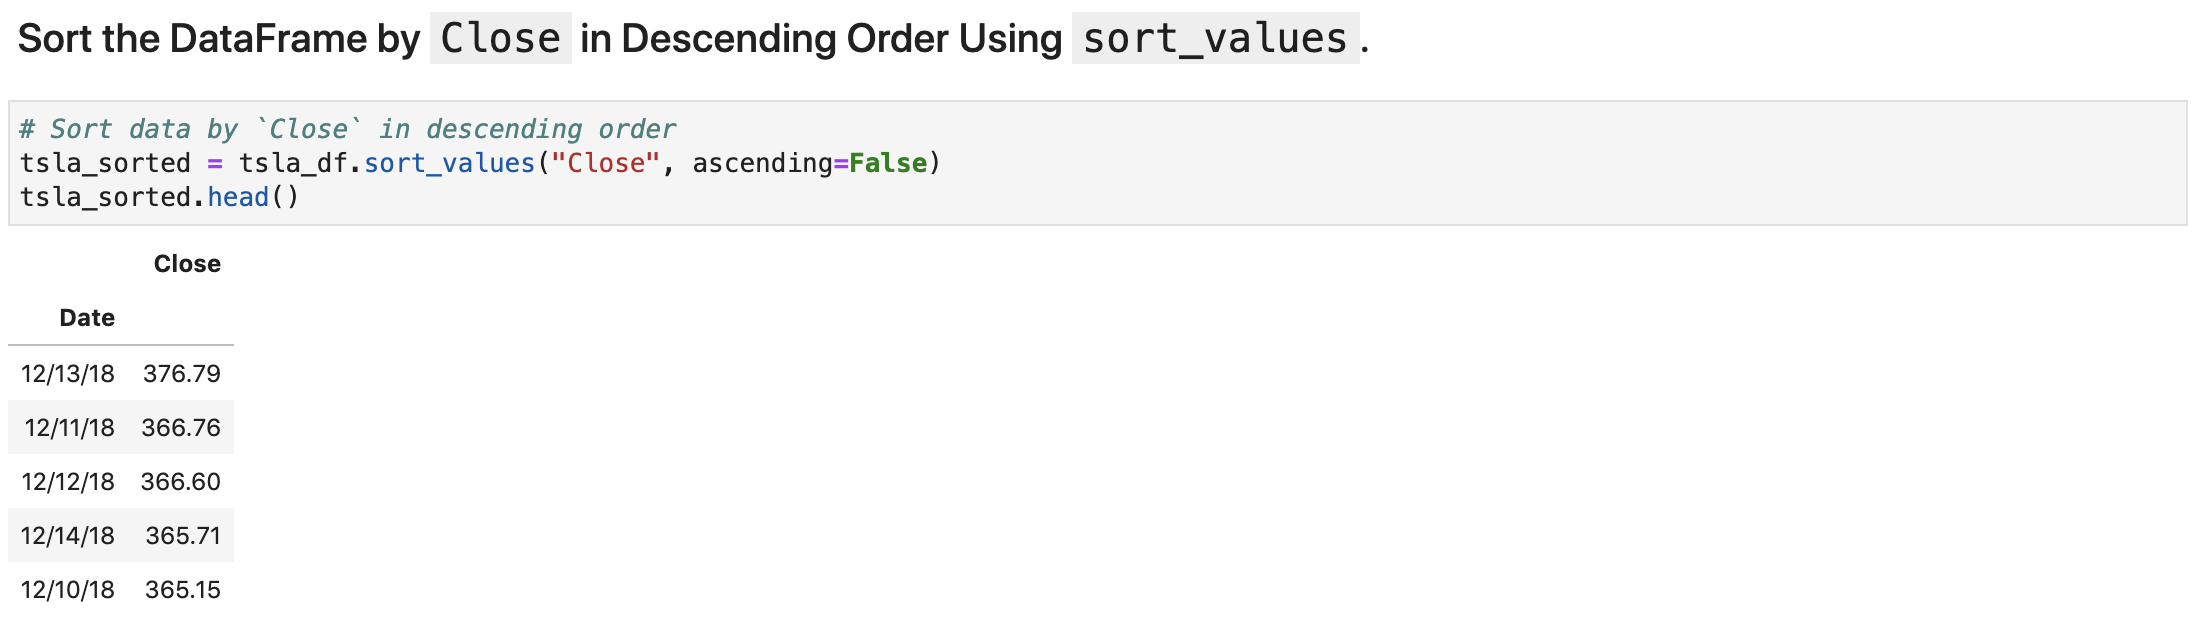 Sort the DataFrame by Close in Descending Order Using sort_values.
# Sort data by `Close` in descending order
tsla_sorted = tsla_df.sort_values("Close", ascending=False)
tsla_sorted.head()
Close
Date
12/13/18 376.79
12/11/18 366.76
12/12/18 366.60
12/14/18 365.71
12/10/18 365.15